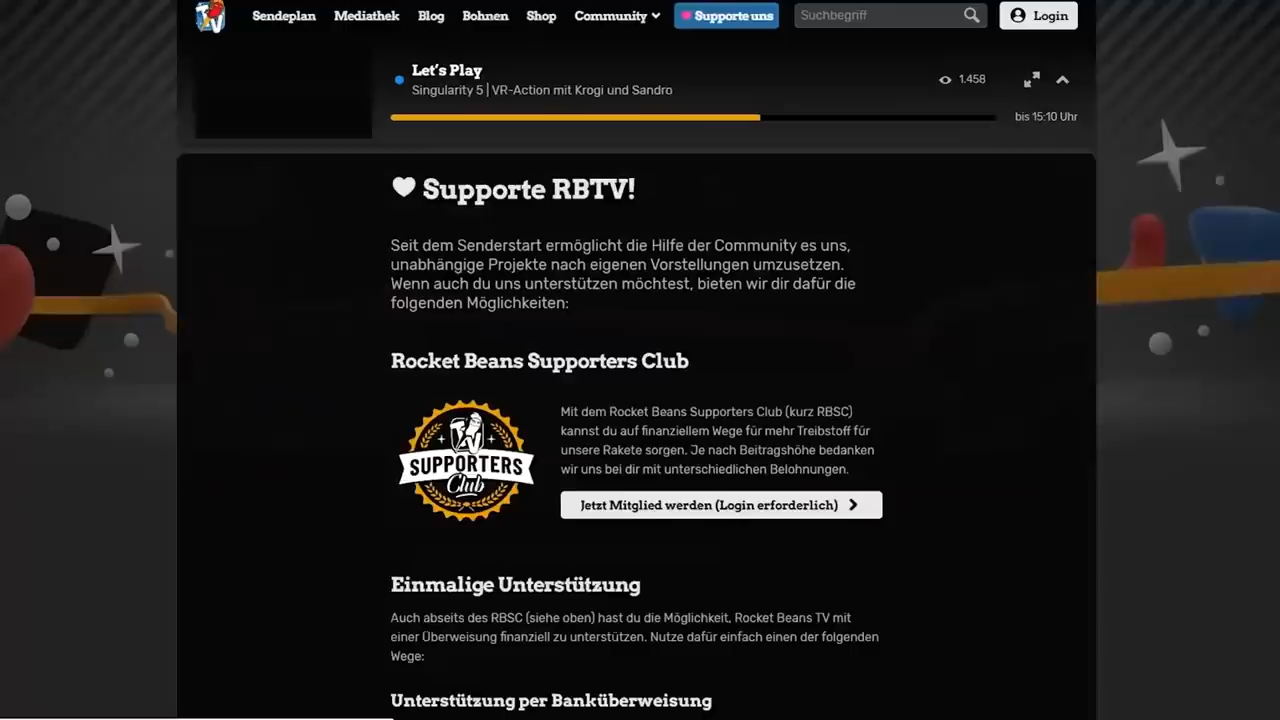 Sendeplan Mediathek Blog Bohnen Shop Community Supporte uns Suchbegriff Login
Let's Play
Singularity 5 | VR-Action mit Krogi und Sandro
1.458
bis 15:10 Uhr
Supporte RBTV!
Seit dem Senderstart ermöglicht die Hilfe der Community es uns,
unabhängige Projekte nach eigenen Vorstellungen umzusetzen.
Wenn auch du uns unterstützen möchtest, bieten wir dir dafür die
folgenden Möglichkeiten:
Rocket Beans Supporters Club
SUPPORTERS
Club
Mit dem Rocket Beans Supporters Club (kurz RBSC)
kannst du auf finanziellem Wege für mehr Treibstoff für
unsere Rakete sorgen. Je nach Beitragshöhe bedanken
wir uns bei dir mit unterschiedlichen Belohnungen.
Jetzt Mitglied werden (Login erforderlich)
Einmalige Unterstützung
Auch abseits des RBSC (siehe oben) hast du die Möglichkeit, Rocket Beans TV mit
einer Überweisung finanziell zu unterstützen. Nutze dafür einfach einen der folgenden
Wege:
Unterstützung per Banküberweisung